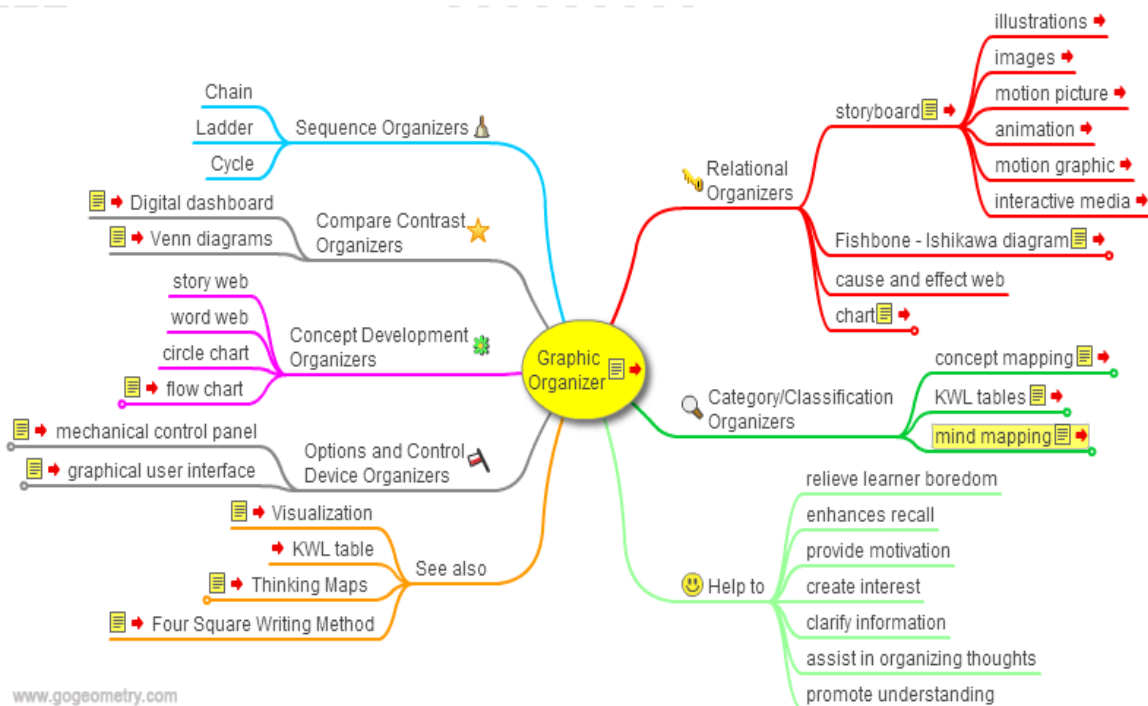 Graphic
Organizer
Sequence Organizers
Chain
Ladder
Cycle
Compare Contrast
Organizers
Digital dashboard
Venn diagrams
Concept Development
Organizers
story web
word web
circle chart
flow chart
Options and Control
Device Organizers
mechanical control panel
graphical user interface
See also
Visualization
KWL table
Thinking Maps
Four Square Writing Method
Relational
Organizers
storyboard
illustrations
images
motion picture
animation
motion graphic
interactive media
Fishbone - Ishikawa diagram
cause and effect web
chart
Category/Classification
Organizers
concept mapping
KWL tables
mind mapping
Help to
relieve learner boredom
enhances recall
provide motivation
create interest
clarify information
assist in organizing thoughts
promote understanding
www.gogeometry.com